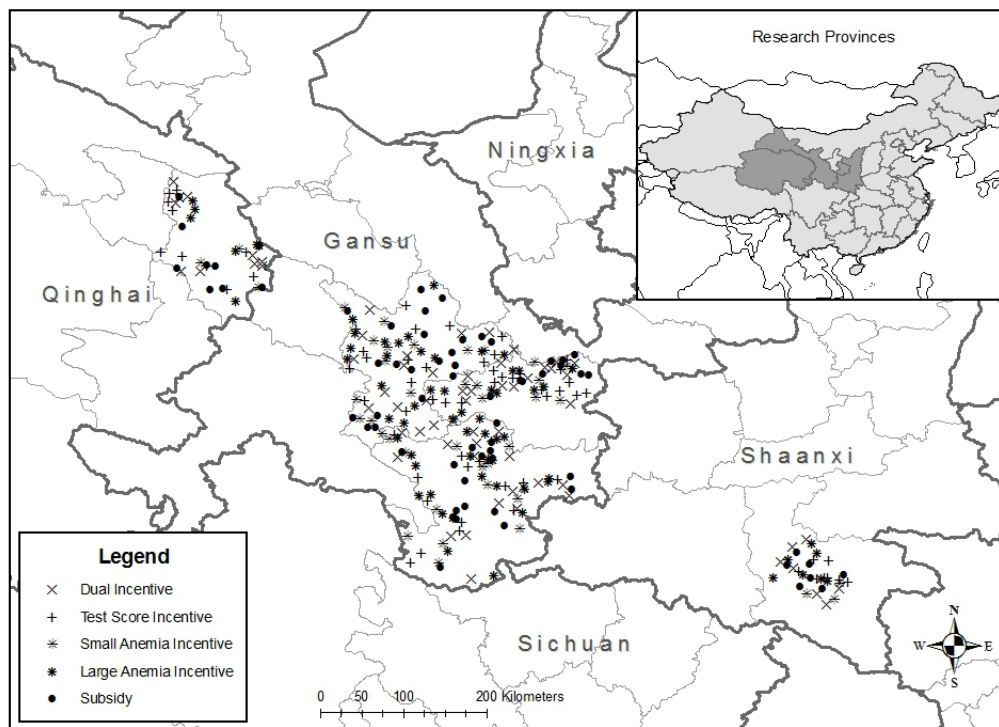 Research Provinces
Ningxia
Gansu
Qinghai
Shaanxi
Sichuan
Legend
Dual Incentive
Test Score Incentive
Small Anemia Incentive
Large Anemia Incentive
Subsidy
0 50 100 200 Kilometers
N
W E
S